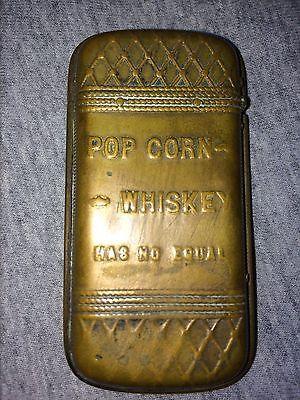 POP CORN
WHISKEY
HAS NO EQUAL